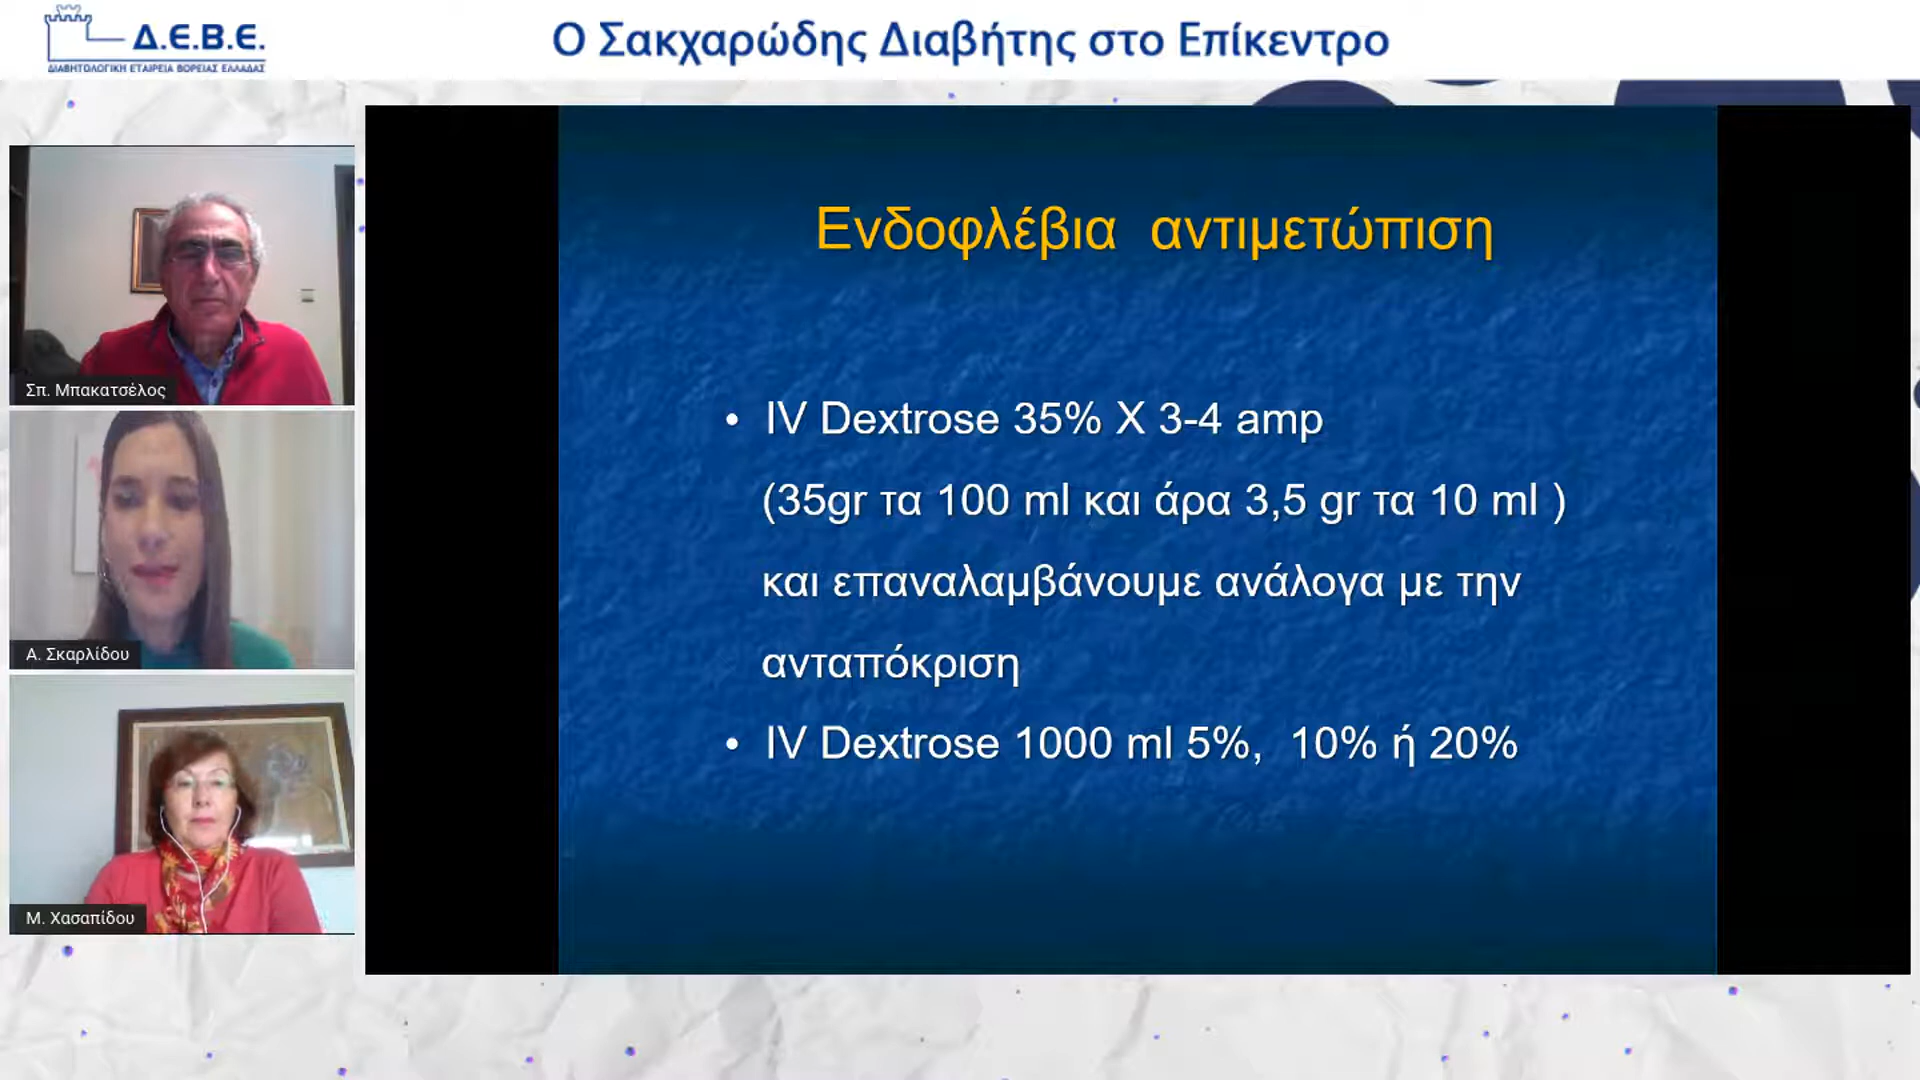 Δ.Ε.Β.Ε.
ΔΙΑΒΗΤΟΛΟΓΙΚΗ ΕΤΑΙΡΕΙΑ ΒΟΡΕΙΑΣ ΕΛΛΑΔΑΣ
Ο Σακχαρώδης Διαβήτης στο Επίκεντρο
Σπ. Μπακατσέλος
Α. Σκαρλίδου
Μ. Χασαπίδου
Ενδοφλέβια αντιμετώπιση
• IV Dextrose 35% X 3-4 amp
(35gr τα 100 ml και άρα 3,5 gr τα 10 ml )
και επαναλαμβάνουμε ανάλογα με την
ανταπόκριση
• IV Dextrose 1000 ml 5%, 10% ή 20%